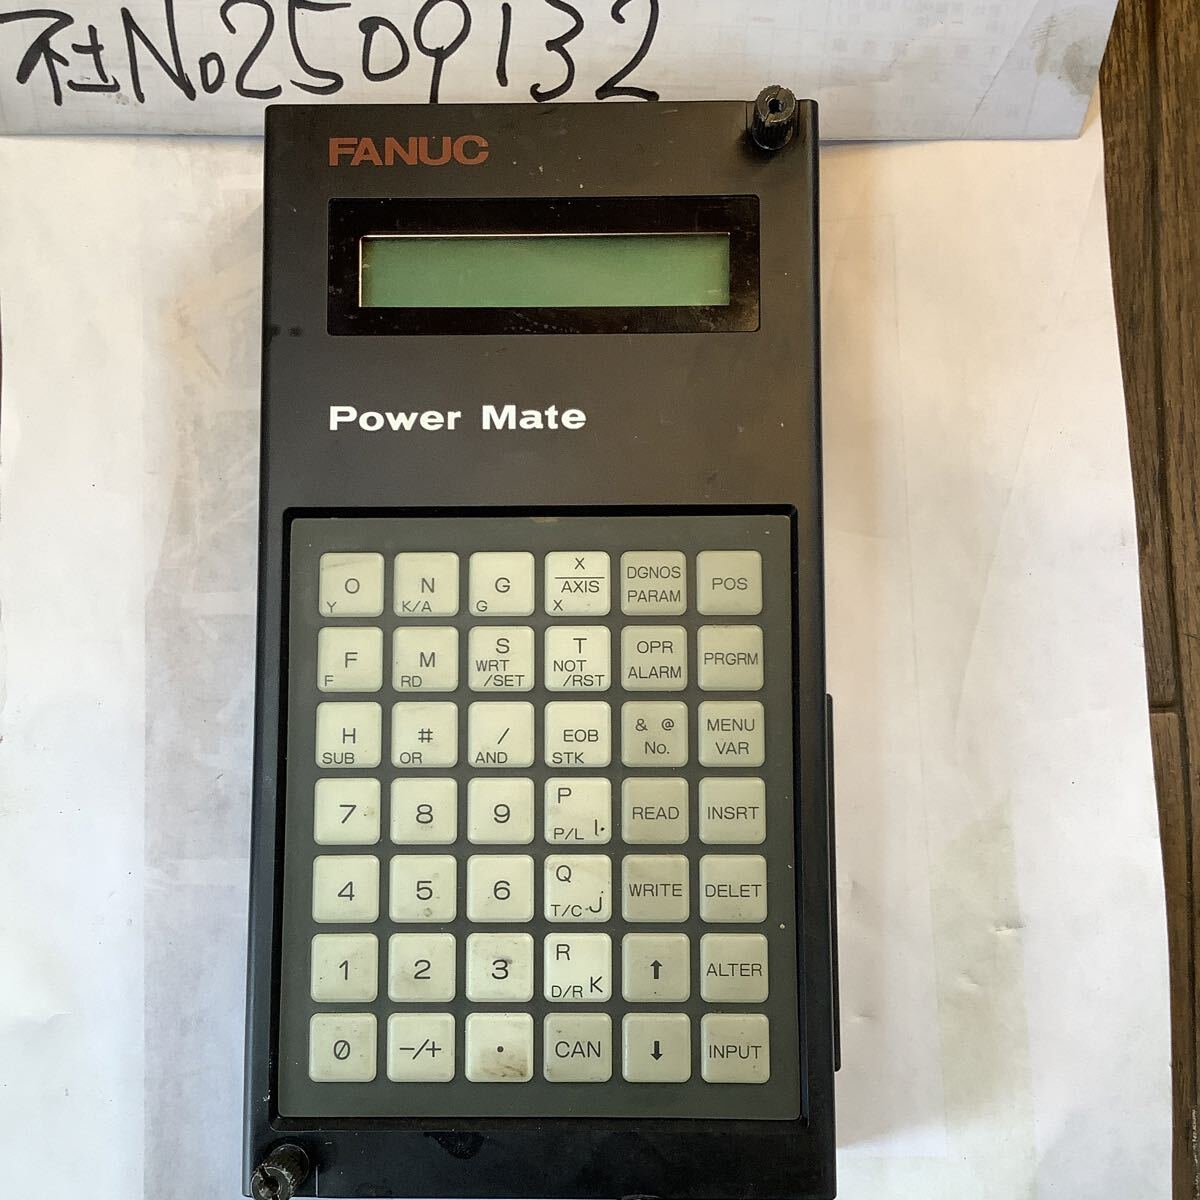 社No2509132
FANUC
Power Mate
O Y N K/A G G X AXIS X DGNOS PARAM POS
F F M RD S WRT /SET T NOT /RST OPR ALARM PRGRM
H SUB # OR / AND EOB STK & @ No. MENU VAR
7 8 9 P P/L I. READ INSRT
4 5 6 Q T/C J WRITE DELET
1 2 3 R D/R K ↑ ALTER
0 -/+ . CAN ↓ INPUT